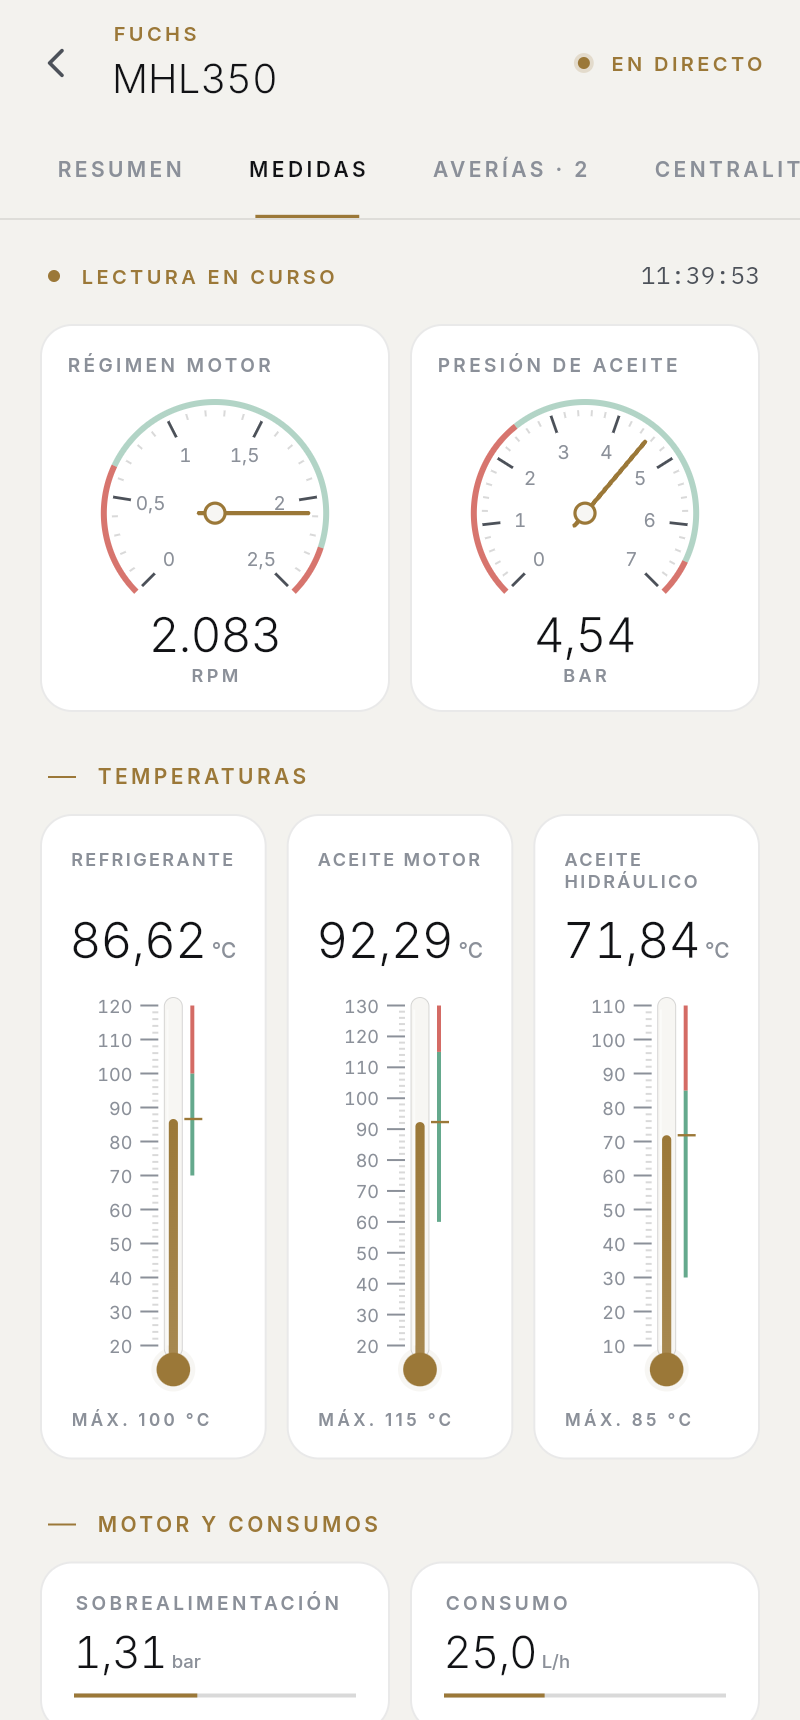 FUCHS
MHL350
EN DIRECTO
RESUMEN MEDIDAS AVERÍAS · 2 CENTRALIT
LECTURA EN CURSO 11:39:53
RÉGIMEN MOTOR
0 0,5 1 1,5 2 2,5
2.083
RPM
PRESIÓN DE ACEITE
0 1 2 3 4 5 6 7
4,54
BAR
TEMPERATURAS
REFRIGERANTE
86,62 °C
120
110
100
90
80
70
60
50
40
30
20
MÁX. 100 °C
ACEITE MOTOR
92,29 °C
130
120
110
100
90
80
70
60
50
40
30
20
MÁX. 115 °C
ACEITE
HIDRÁULICO
71,84 °C
110
100
90
80
70
60
50
40
30
20
10
MÁX. 85 °C
MOTOR Y CONSUMOS
SOBREALIMENTACIÓN
1,31 bar
CONSUMO
25,0 L/h